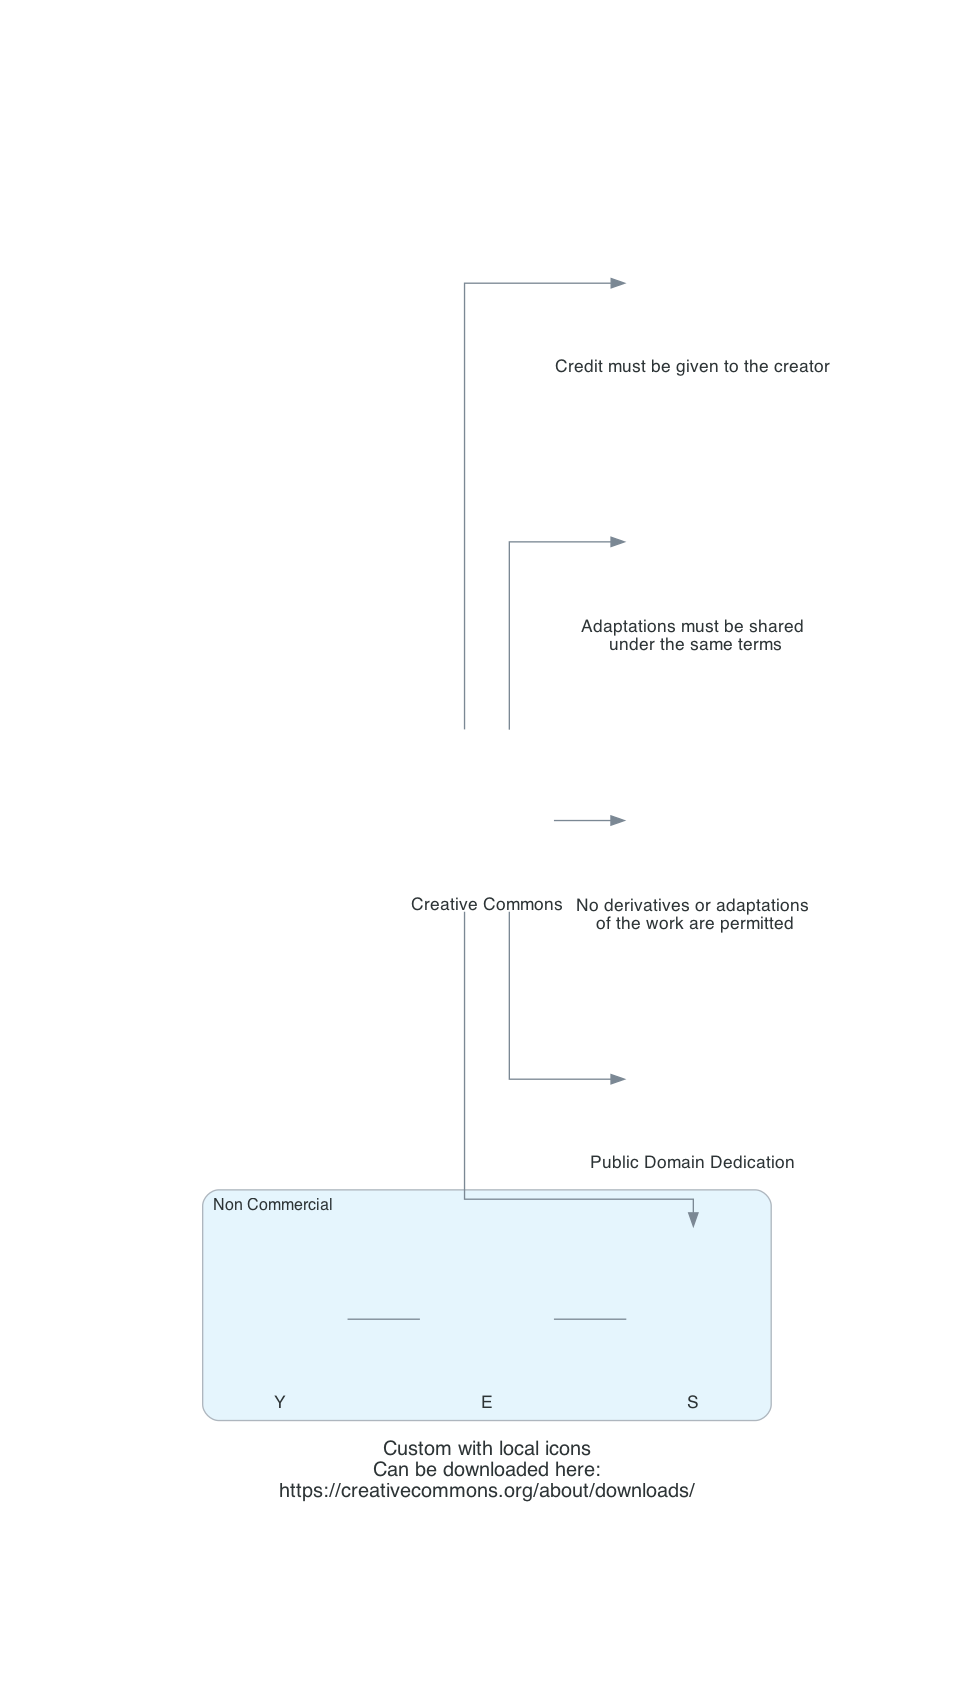 Credit must be given to the creator
Adaptations must be shared
under the same terms
Creative Commons
No derivatives or adaptations
of the work are permitted
Public Domain Dedication
Non Commercial
Y
E
S
Custom with local icons
Can be downloaded here:
https://creativecommons.org/about/downloads/